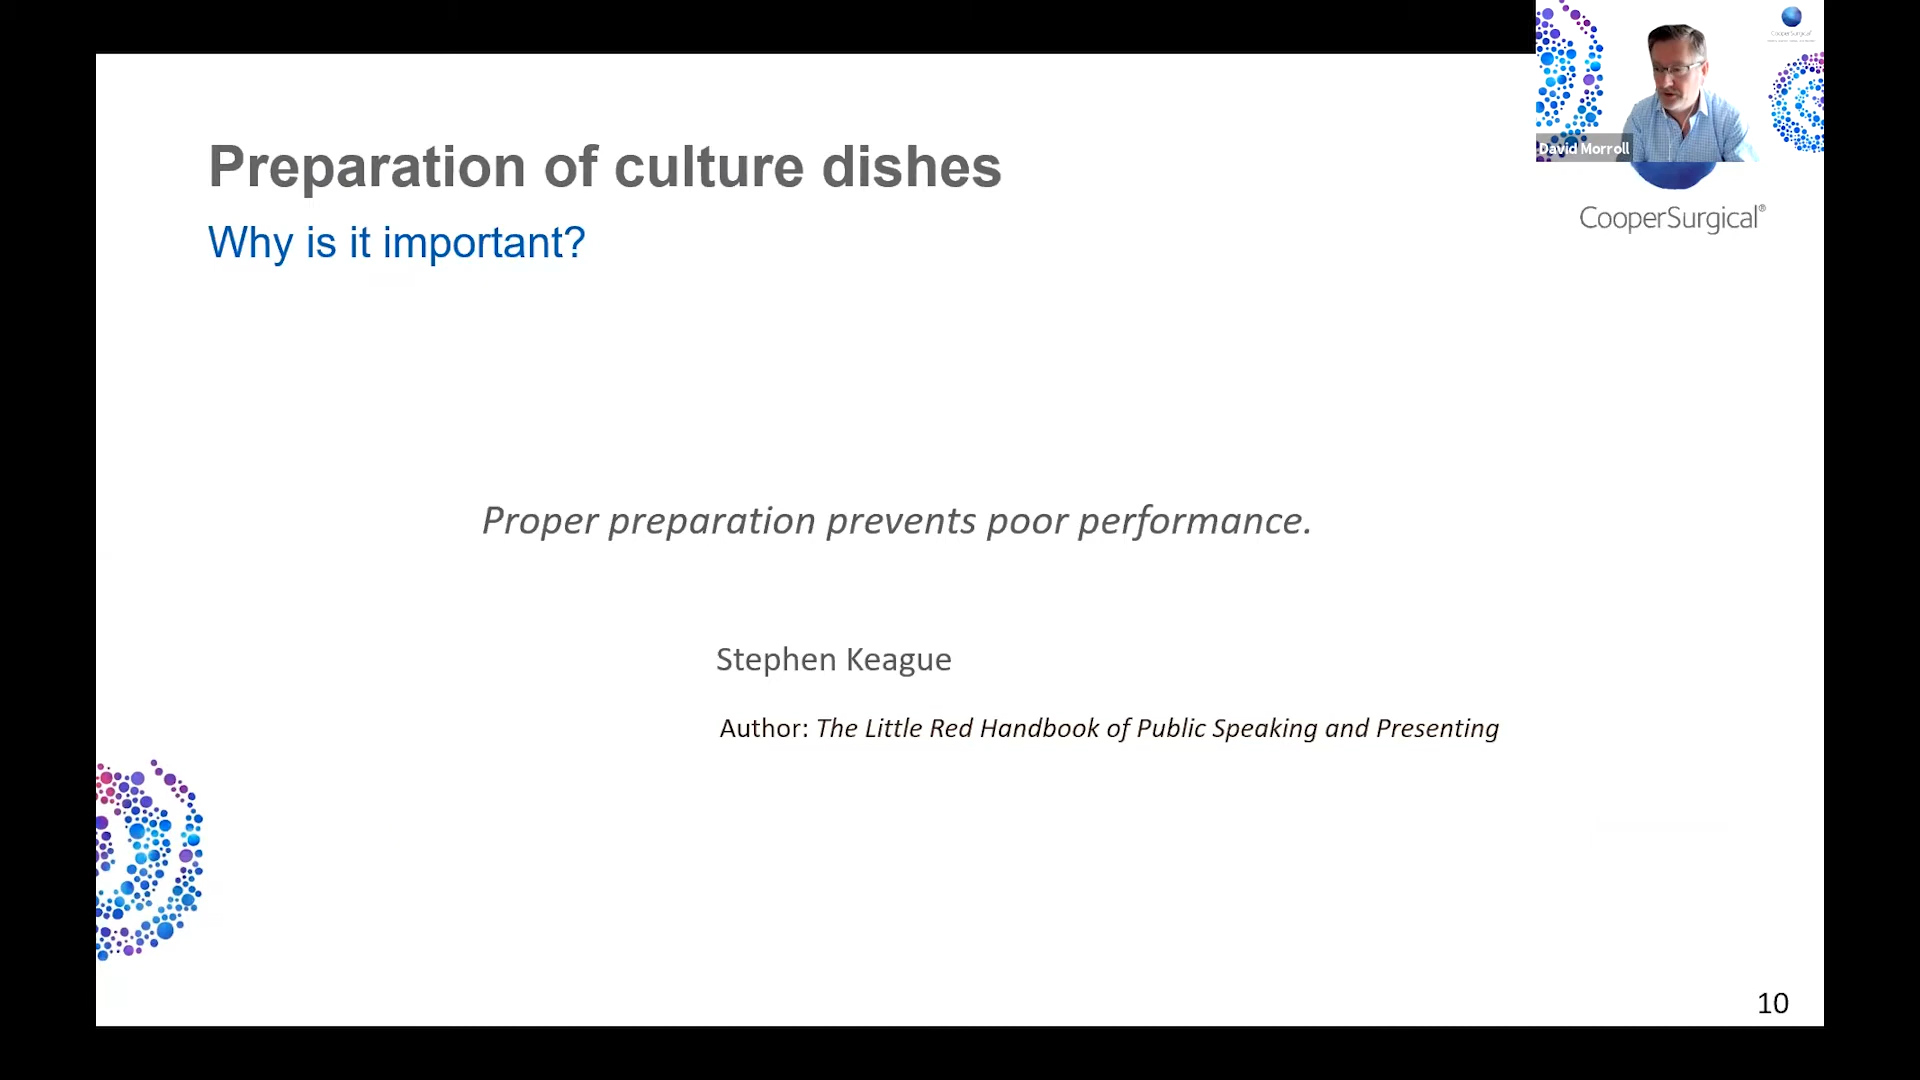 Preparation of culture dishes
Why is it important?
David Morroll
CooperSurgical
CooperSurgical®
Proper preparation prevents poor performance.
Stephen Keague
Author: The Little Red Handbook of Public Speaking and Presenting
10